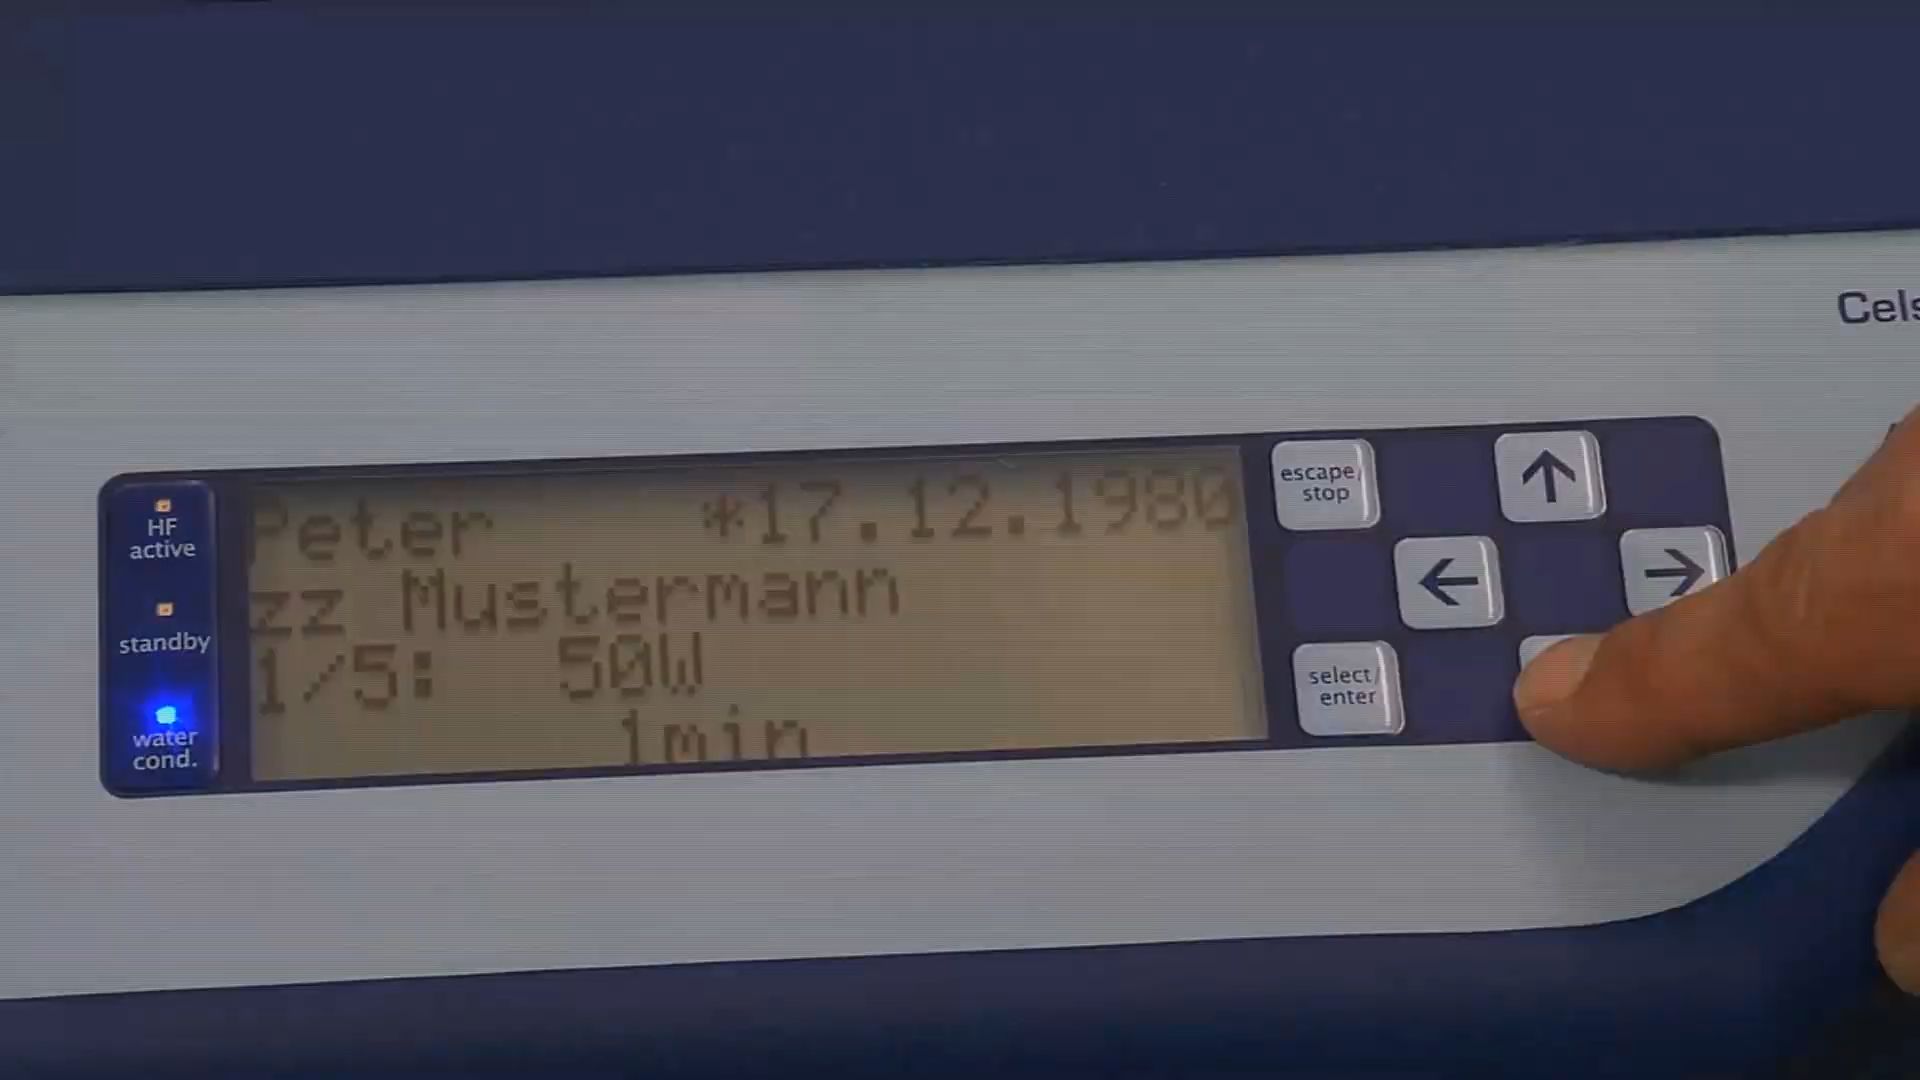 Cels
HF
active
standby
water
cond.
Peter *17.12.1980
zz Mustermann
1/5: 50W
1min
escape/
stop
select/
enter